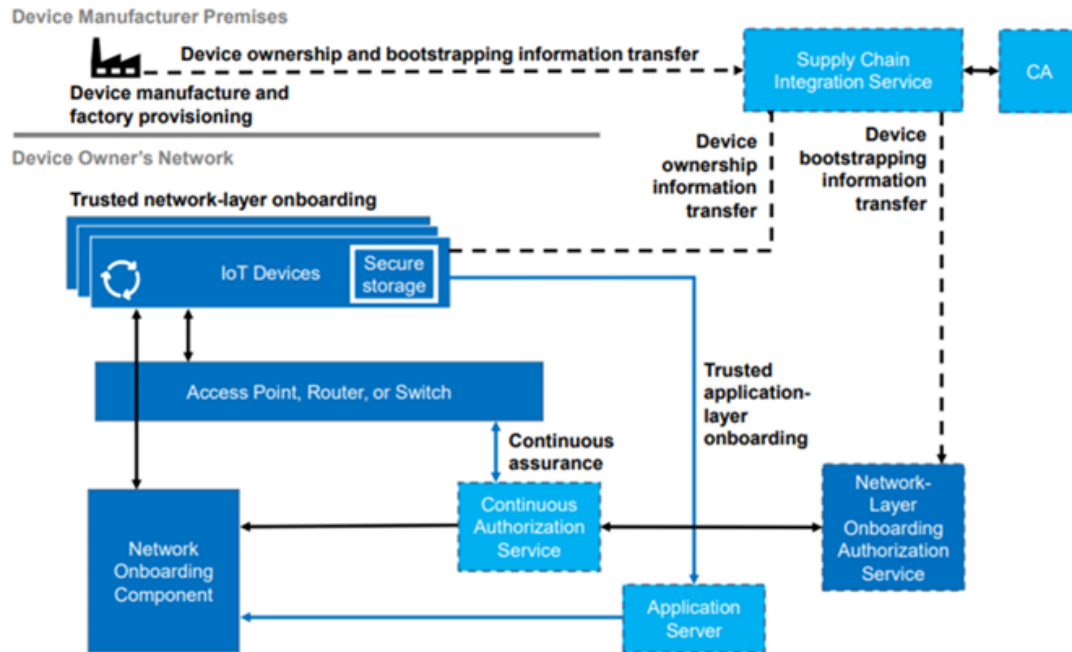 Device Manufacturer Premises
Device ownership and bootstrapping information transfer
Supply Chain
Integration Service
CA
Device manufacture and
factory provisioning
Device Owner's Network
Device
ownership
information
transfer
Device
bootstrapping
information
transfer
Trusted network-layer onboarding
IoT Devices
Secure
storage
Access Point, Router, or Switch
Trusted
application-
layer
onboarding
Continuous
assurance
Network
Onboarding
Component
Continuous
Authorization
Service
Network-
Layer
Onboarding
Authorization
Service
Application
Server